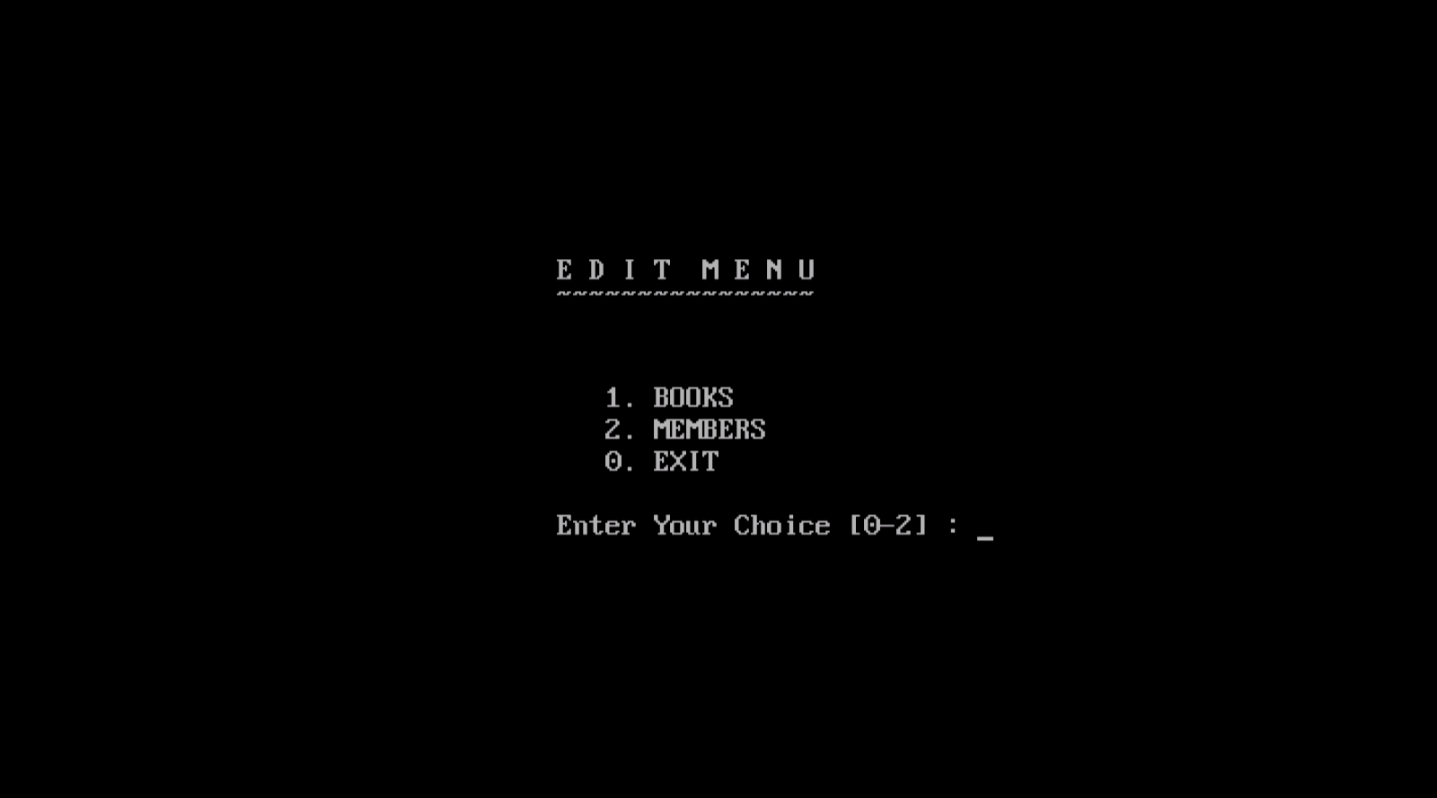 E D I T  M E N U
~~~~~~~~~~~~~~~~
1. BOOKS
2. MEMBERS
0. EXIT
Enter Your Choice [0-2] : _